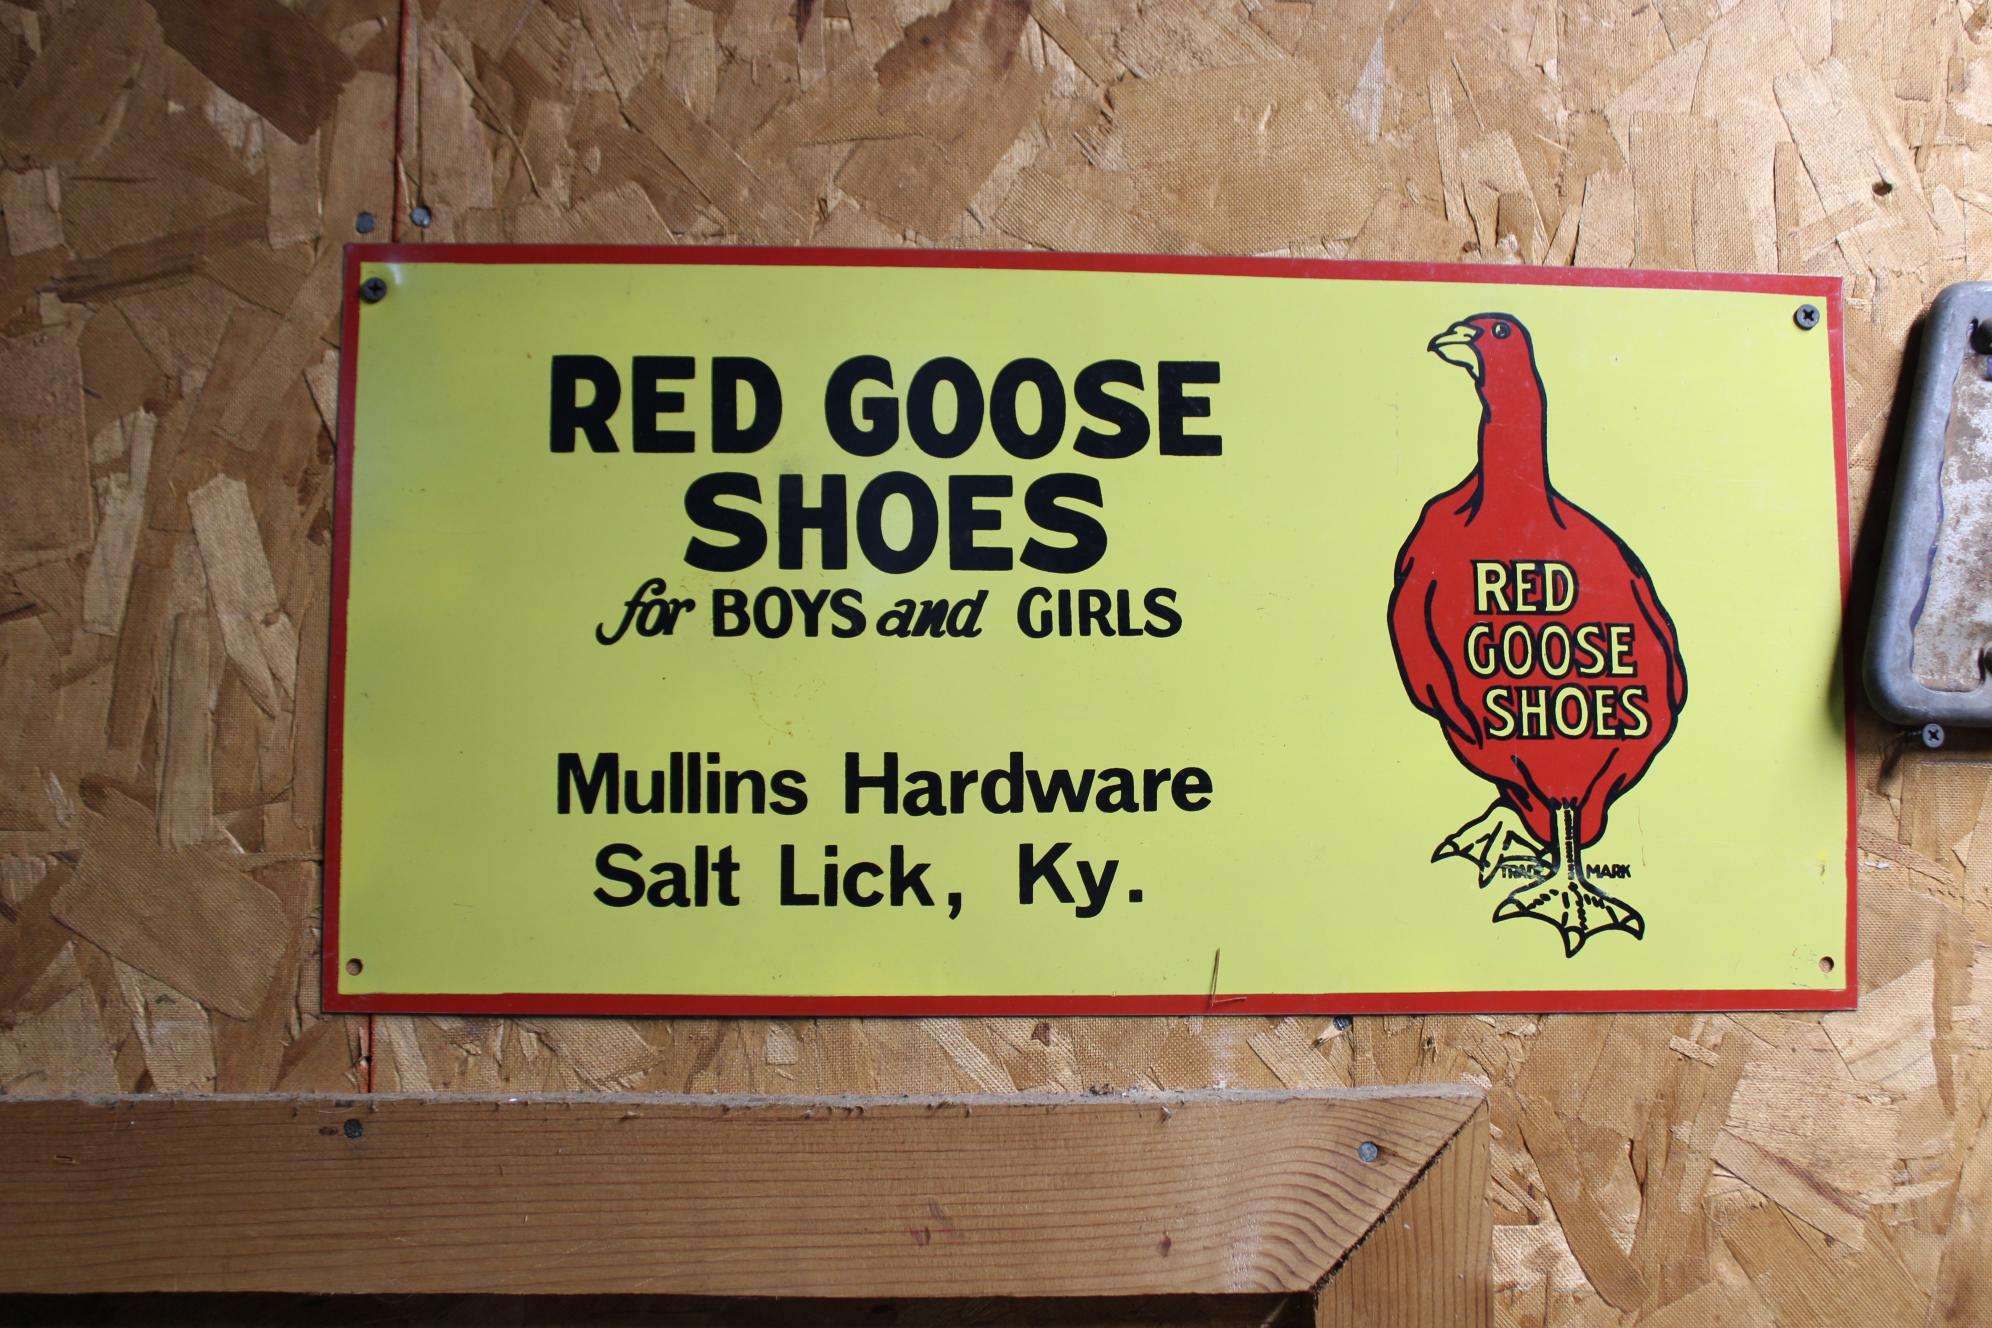 RED GOOSE
SHOES
for BOYS and GIRLS
Mullins Hardware
Salt Lick, Ky.
RED
GOOSE
SHOES
TRADE MARK